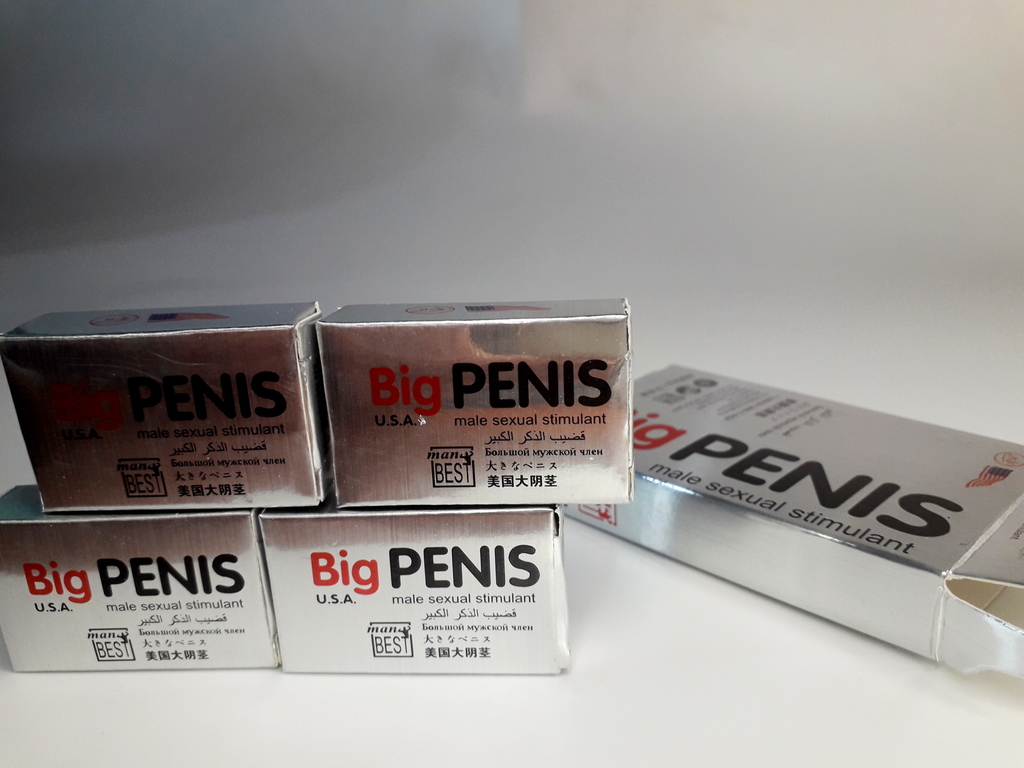 Big PENIS
U.S.A.
male sexual stimulant
قضيب الذكر الكبير
man's
BEST
Большой мужской член
大きなペニス
美国大阴茎
Big PENIS
U.S.A.
male sexual stimulant
قضيب الذكر الكبير
man's
BEST
Большой мужской член
大きなペニス
美国大阴茎
Big PENIS
U.S.A.
male sexual stimulant
قضيب الذكر الكبير
man's
BEST
Большой мужской член
大きなペニス
美国大阴茎
Big PENIS
U.S.A.
male sexual stimulant
قضيب الذكر الكبير
man's
BEST
Большой мужской член
大きなペニス
美国大阴茎
Big PENIS
male sexual stimulant